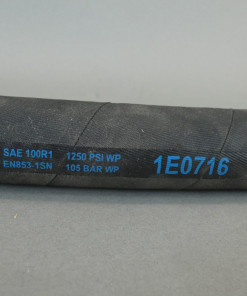 SAE 100R1 1250 PSI WP 1E0716
EN853-1SN 105 BAR WP